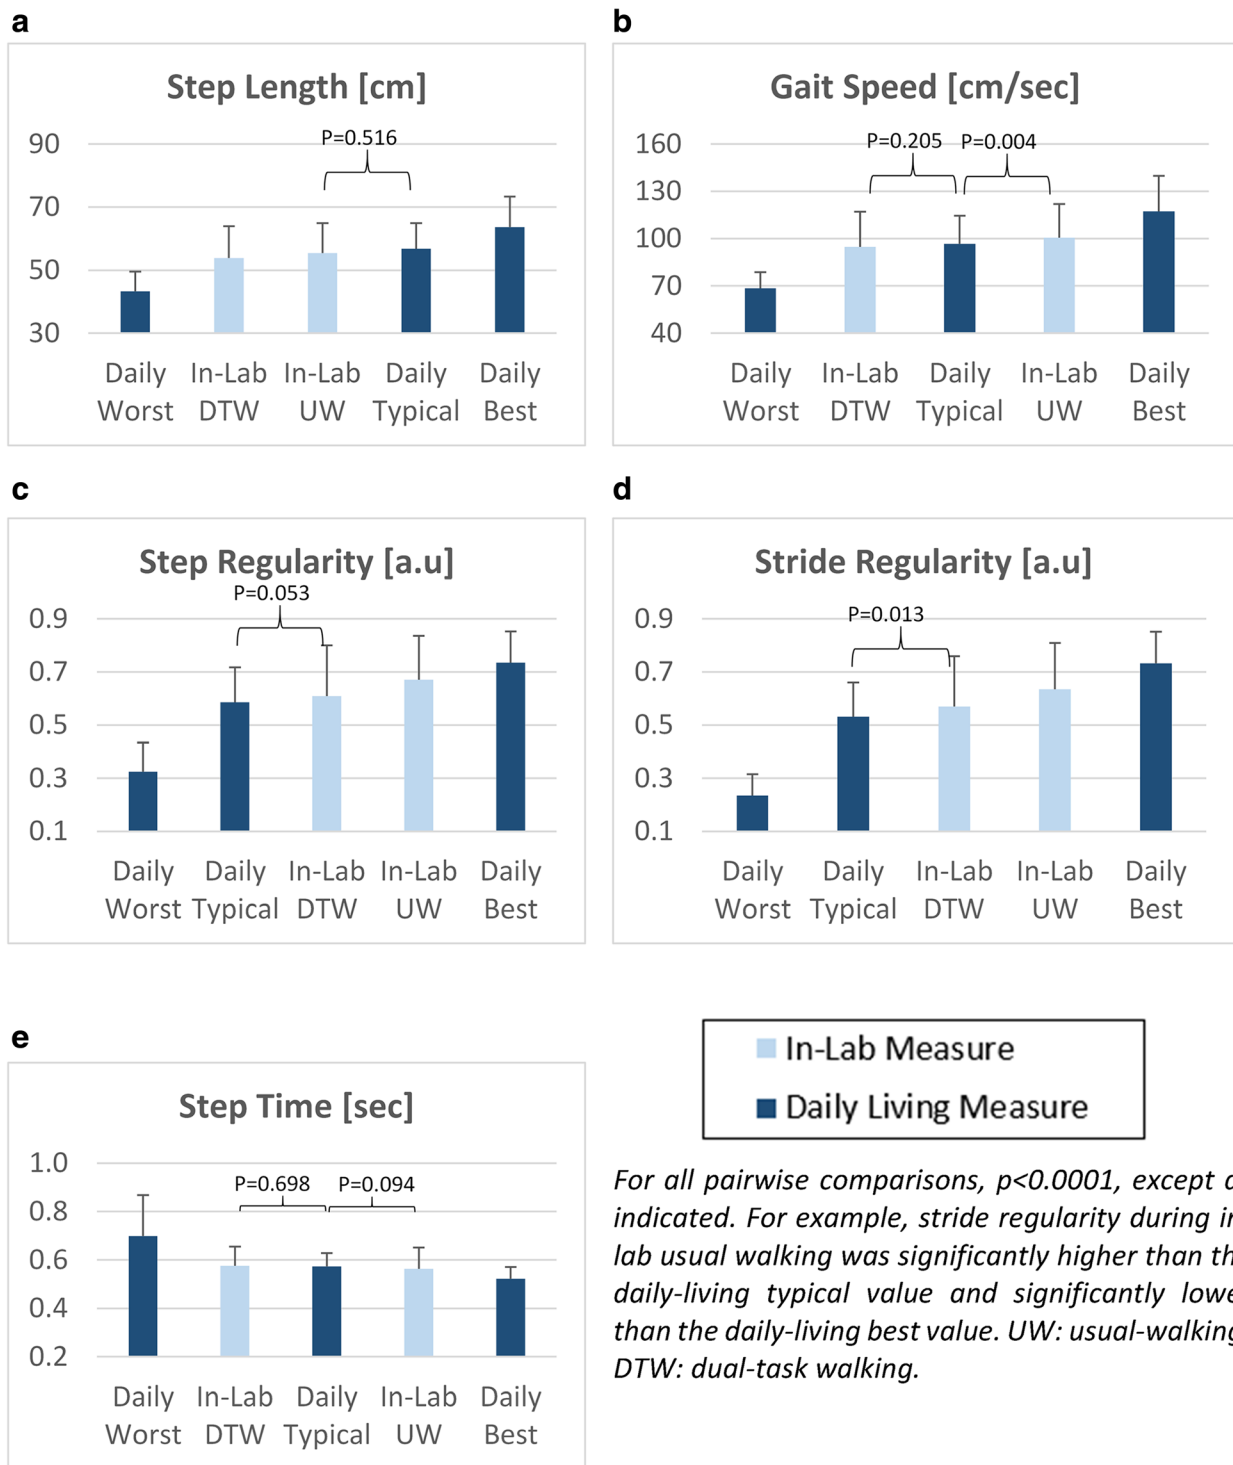 a
Step Length [cm]
P=0.516
90
70
50
30
Daily In-Lab In-Lab Daily Daily
Worst DTW UW Typical Best
b
Gait Speed [cm/sec]
P=0.205 P=0.004
160
130
100
70
40
Daily In-Lab Daily In-Lab Daily
Worst DTW Typical UW Best
c
Step Regularity [a.u]
P=0.053
0.9
0.7
0.5
0.3
0.1
Daily Daily In-Lab In-Lab Daily
Worst Typical DTW UW Best
d
Stride Regularity [a.u]
P=0.013
0.9
0.7
0.5
0.3
0.1
Daily Daily In-Lab In-Lab Daily
Worst Typical DTW UW Best
e
Step Time [sec]
1.0
P=0.698 P=0.094
0.8
0.6
0.4
0.2
Daily In-Lab Daily In-Lab Daily
Worst DTW Typical UW Best
In-Lab Measure
Daily Living Measure
For all pairwise comparisons, p<0.0001, except
indicated. For example, stride regularity during
lab usual walking was significantly higher than
daily-living typical value and significantly
than the daily-living best value. UW: usual-walking
DTW: dual-task walking.